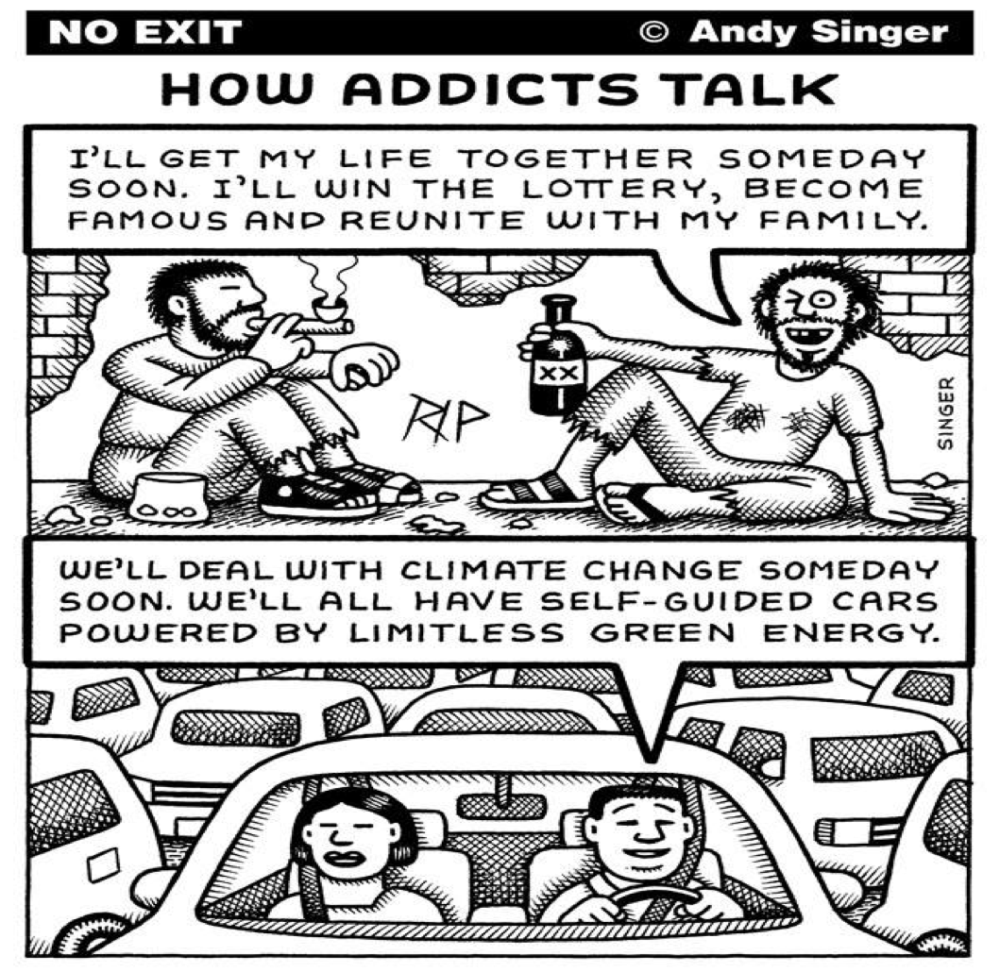 NO EXIT © Andy Singer
HOW ADDICTS TALK
I'LL GET MY LIFE TOGETHER SOMEDAY
SOON. I'LL WIN THE LOTTERY, BECOME
FAMOUS AND REUNITE WITH MY FAMILY.
XX
RIP
SINGER
WE'LL DEAL WITH CLIMATE CHANGE SOMEDAY
SOON. WE'LL ALL HAVE SELF-GUIDED CARS
POWERED BY LIMITLESS GREEN ENERGY.